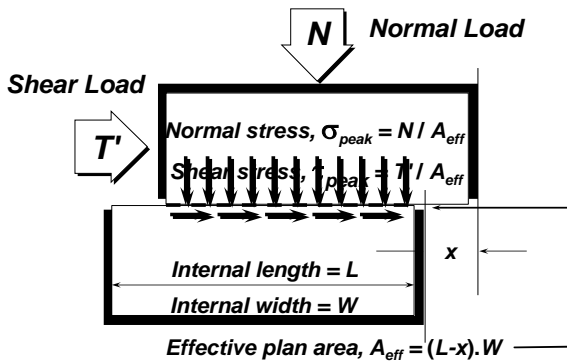 N
Normal Load
Shear Load
T'
Normal stress, σpeak = N / Aeff
Shear stress, τpeak = T' / Aeff
x
Internal length = L
Internal width = W
Effective plan area, Aeff = (L-x).W